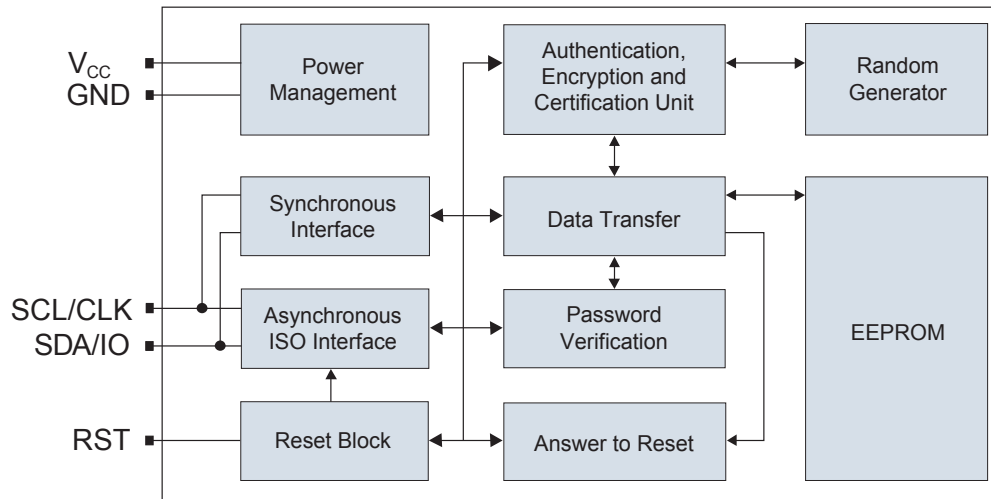 V_CC
GND
Power
Management
Authentication,
Encryption and
Certification Unit
Random
Generator
Synchronous
Interface
Data Transfer
EEPROM
SCL/CLK
SDA/IO
Asynchronous
ISO Interface
Password
Verification
RST
Reset Block
Answer to Reset